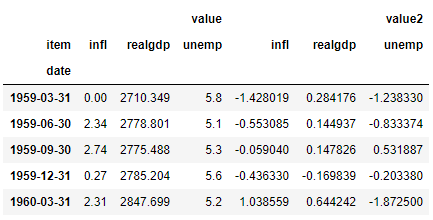 value value2
item infl realgdp unemp infl realgdp unemp
date
1959-03-31 0.00 2710.349 5.8 -1.428019 0.284176 -1.238330
1959-06-30 2.34 2778.801 5.1 -0.553085 0.144937 -0.833374
1959-09-30 2.74 2775.488 5.3 -0.059040 0.147826 0.531887
1959-12-31 0.27 2785.204 5.6 -0.436330 -0.169839 -0.203380
1960-03-31 2.31 2847.699 5.2 1.038559 0.644242 -1.872500